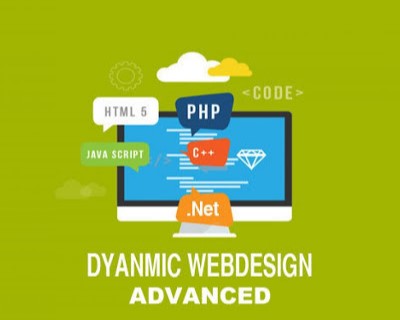 <CODE>
HTML 5
PHP
JAVA SCRIPT
</>
C++
.Net
DYANMIC WEBDESIGN
ADVANCED